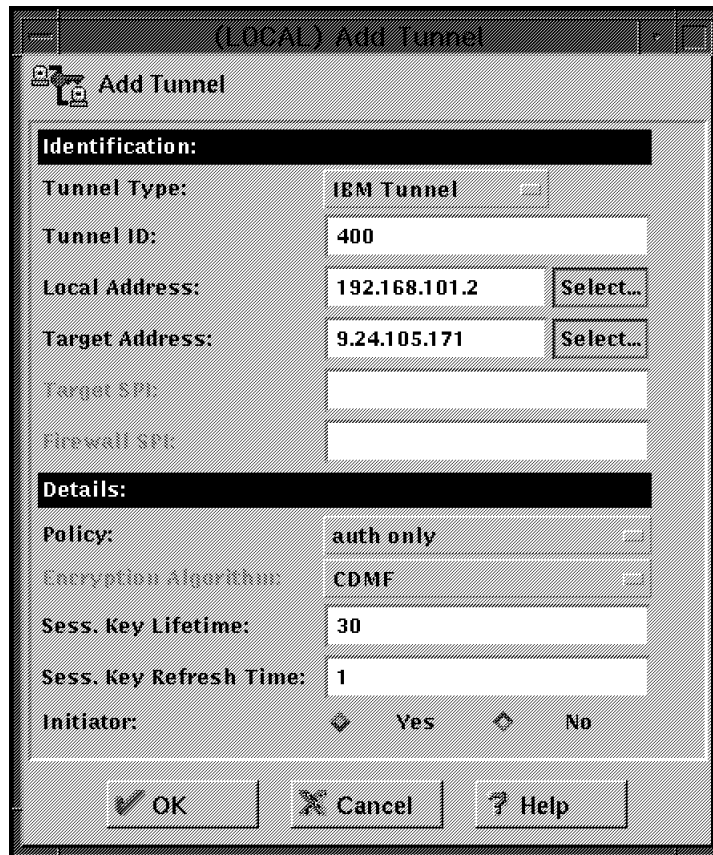 (LOCAL) Add Tunnel
Add Tunnel
Identification:
Tunnel Type: IBM Tunnel
Tunnel ID: 400
Local Address: 192.168.101.2 Select...
Target Address: 9.24.105.171 Select...
Target SPI:
Firewall SPI:
Details:
Policy: auth only
Encryption Algorithm: CDMF
Sess. Key Lifetime: 30
Sess. Key Refresh Time: 1
Initiator: Yes No
OK Cancel Help